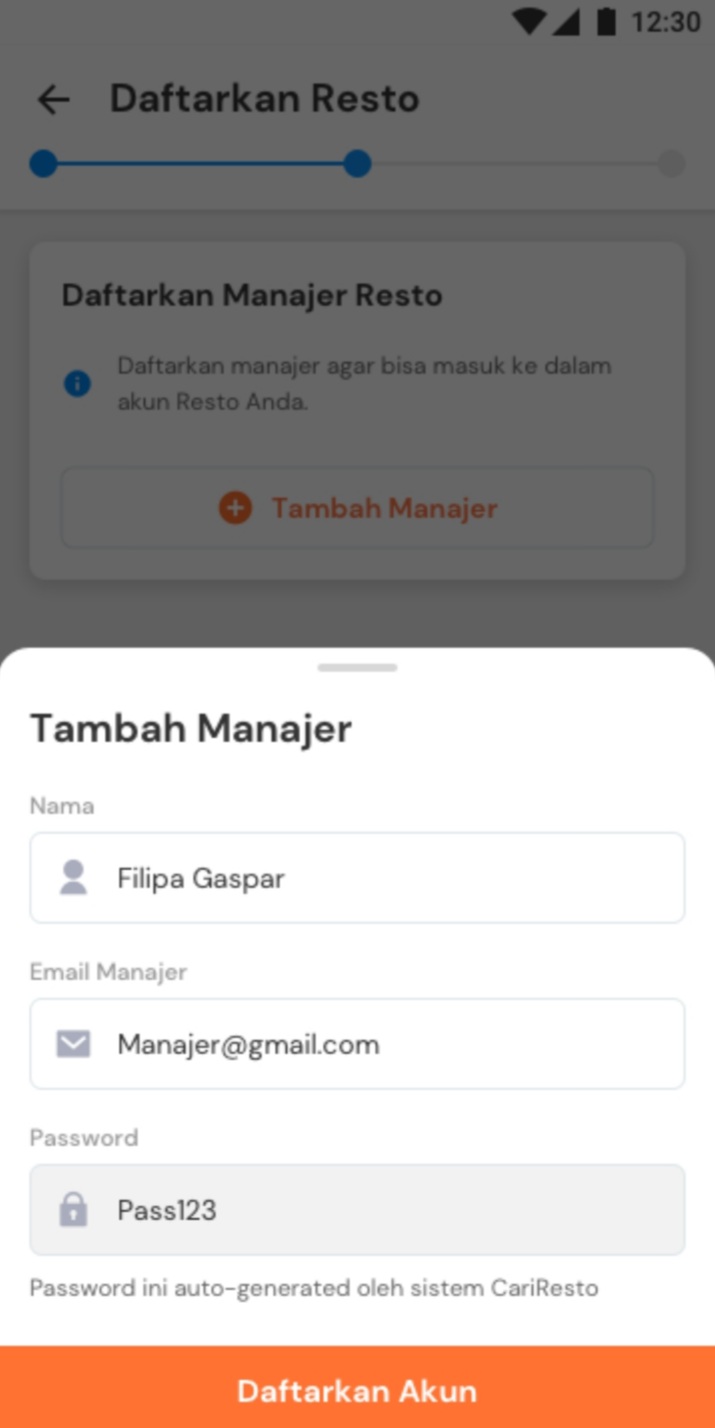 12:30
Daftarkan Resto
Daftarkan Manajer Resto
Daftarkan manajer agar bisa masuk ke dalam
akun Resto Anda.
Tambah Manajer
Tambah Manajer
Nama
Filipa Gaspar
Email Manajer
Manajer@gmail.com
Password
Pass123
Password ini auto-generated oleh sistem CariResto
Daftarkan Akun